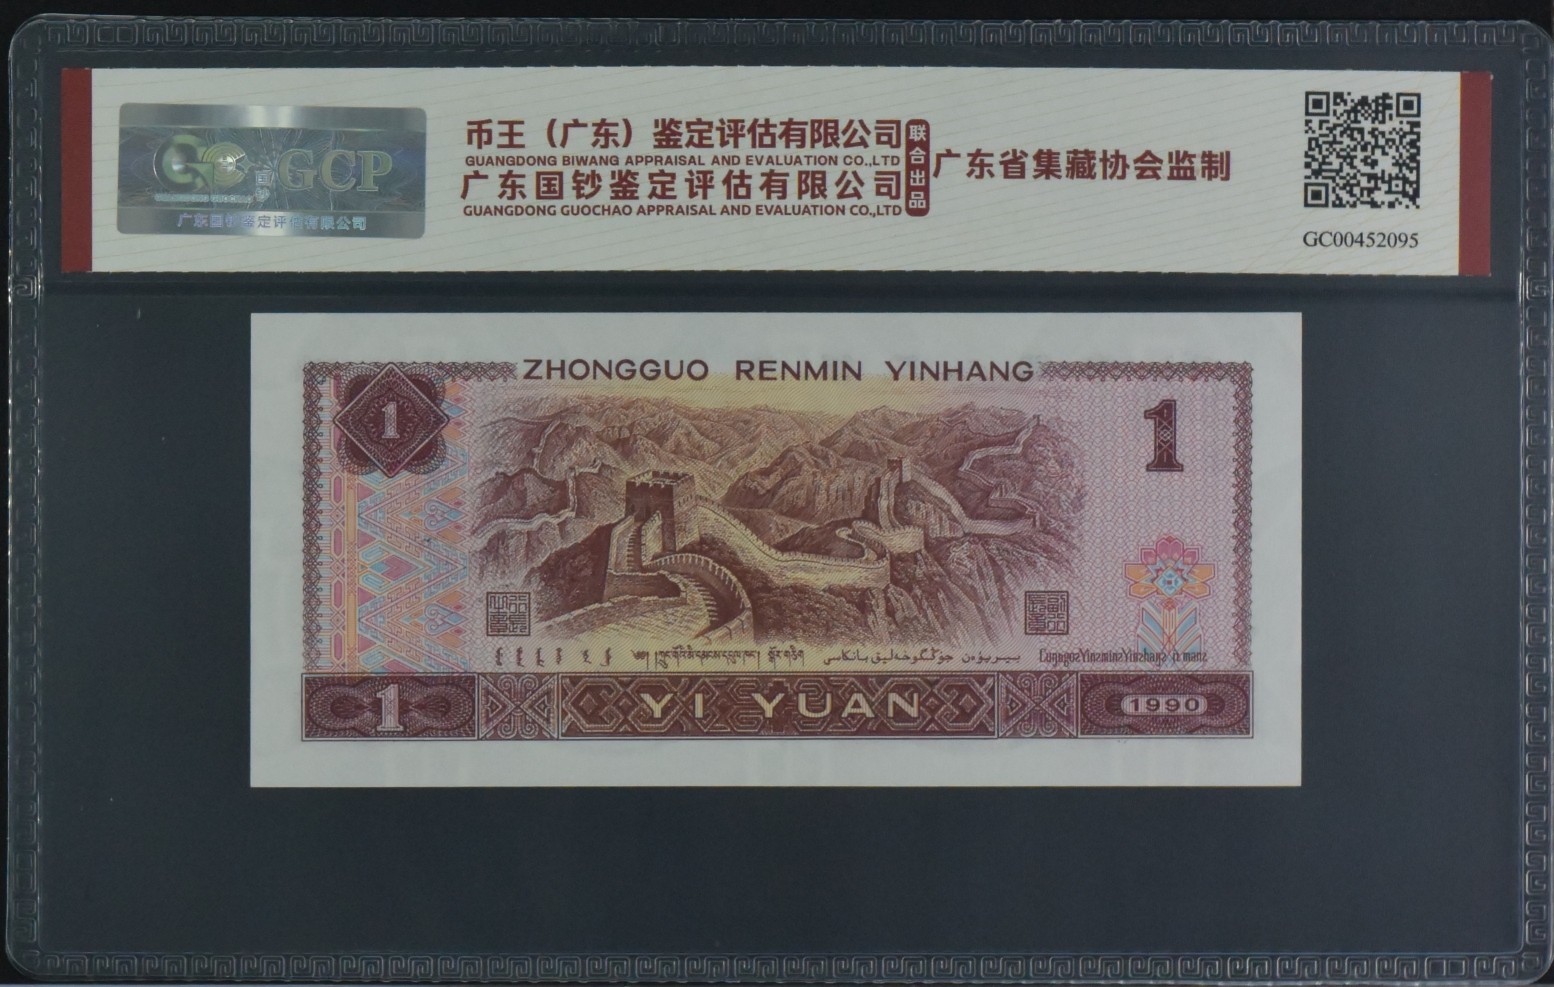 币王（广东）鉴定评估有限公司
GUANGDONG BIWANG APPRAISAL AND EVALUATION CO.,LTD
广东国钞鉴定评估有限公司
GUANGDONG GUOCHAO APPRAISAL AND EVALUATION CO.,LTD
联合出品
广东省集藏协会监制
GCP
广东国钞鉴定评估有限公司
GC00452095
ZHONGGUO RENMIN YINHANG
1
1
1
YI YUAN
1990